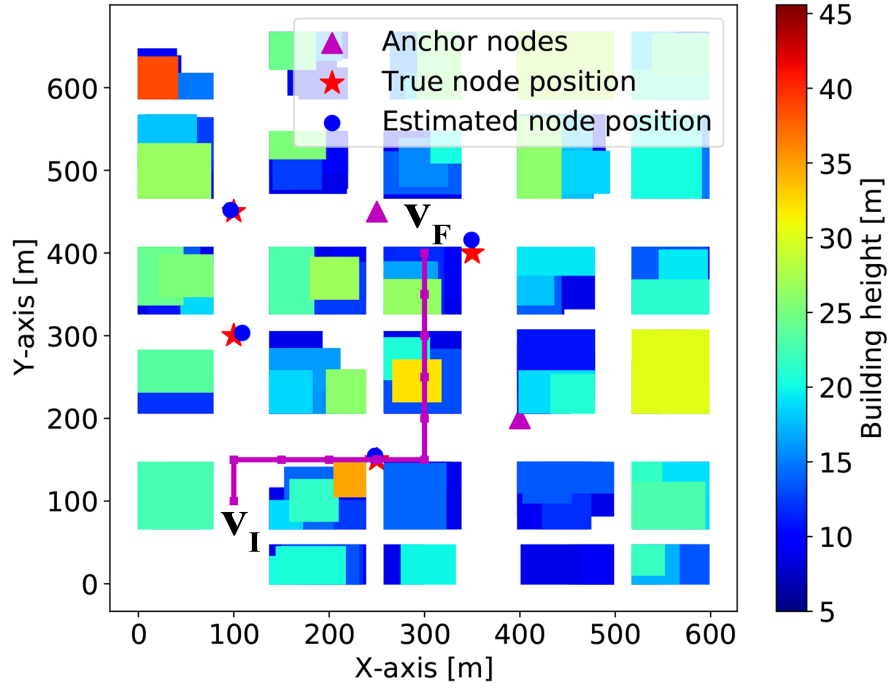 Anchor nodes
True node position
Estimated node position
V_F
V_I
Y-axis [m]
600
500
400
300
200
100
0
0 100 200 300 400 500 600
X-axis [m]
45
40
35
30
25
20
15
10
5
Building height [m]